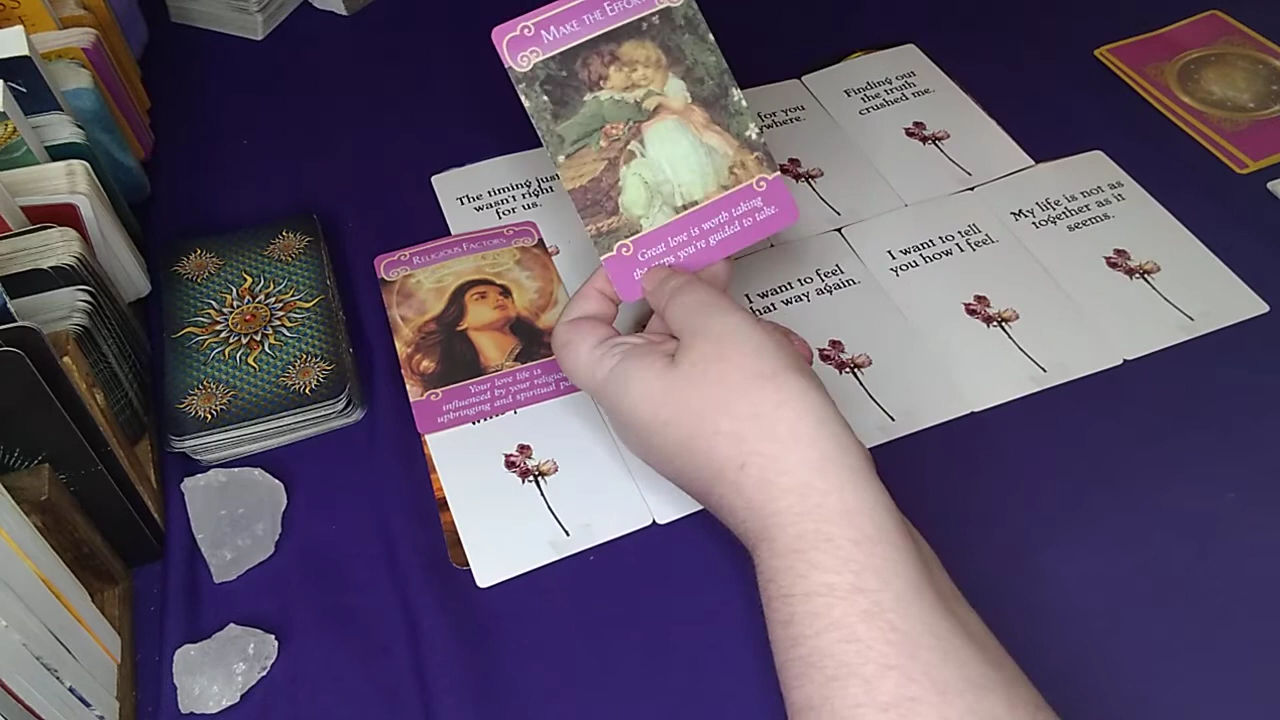 MAKE THE EFFORT
Great love is worth taking
the steps you're guided to take.
for you
Finding out
the truth
crushed me.
The timing just
wasn't right
for us.
RELIGIOUS FACTORS
Your love life is
influenced by your religious
upbringing and spiritual
I want to feel
that way again.
I want to tell
you how I feel.
My life is not as
together as it
seems.